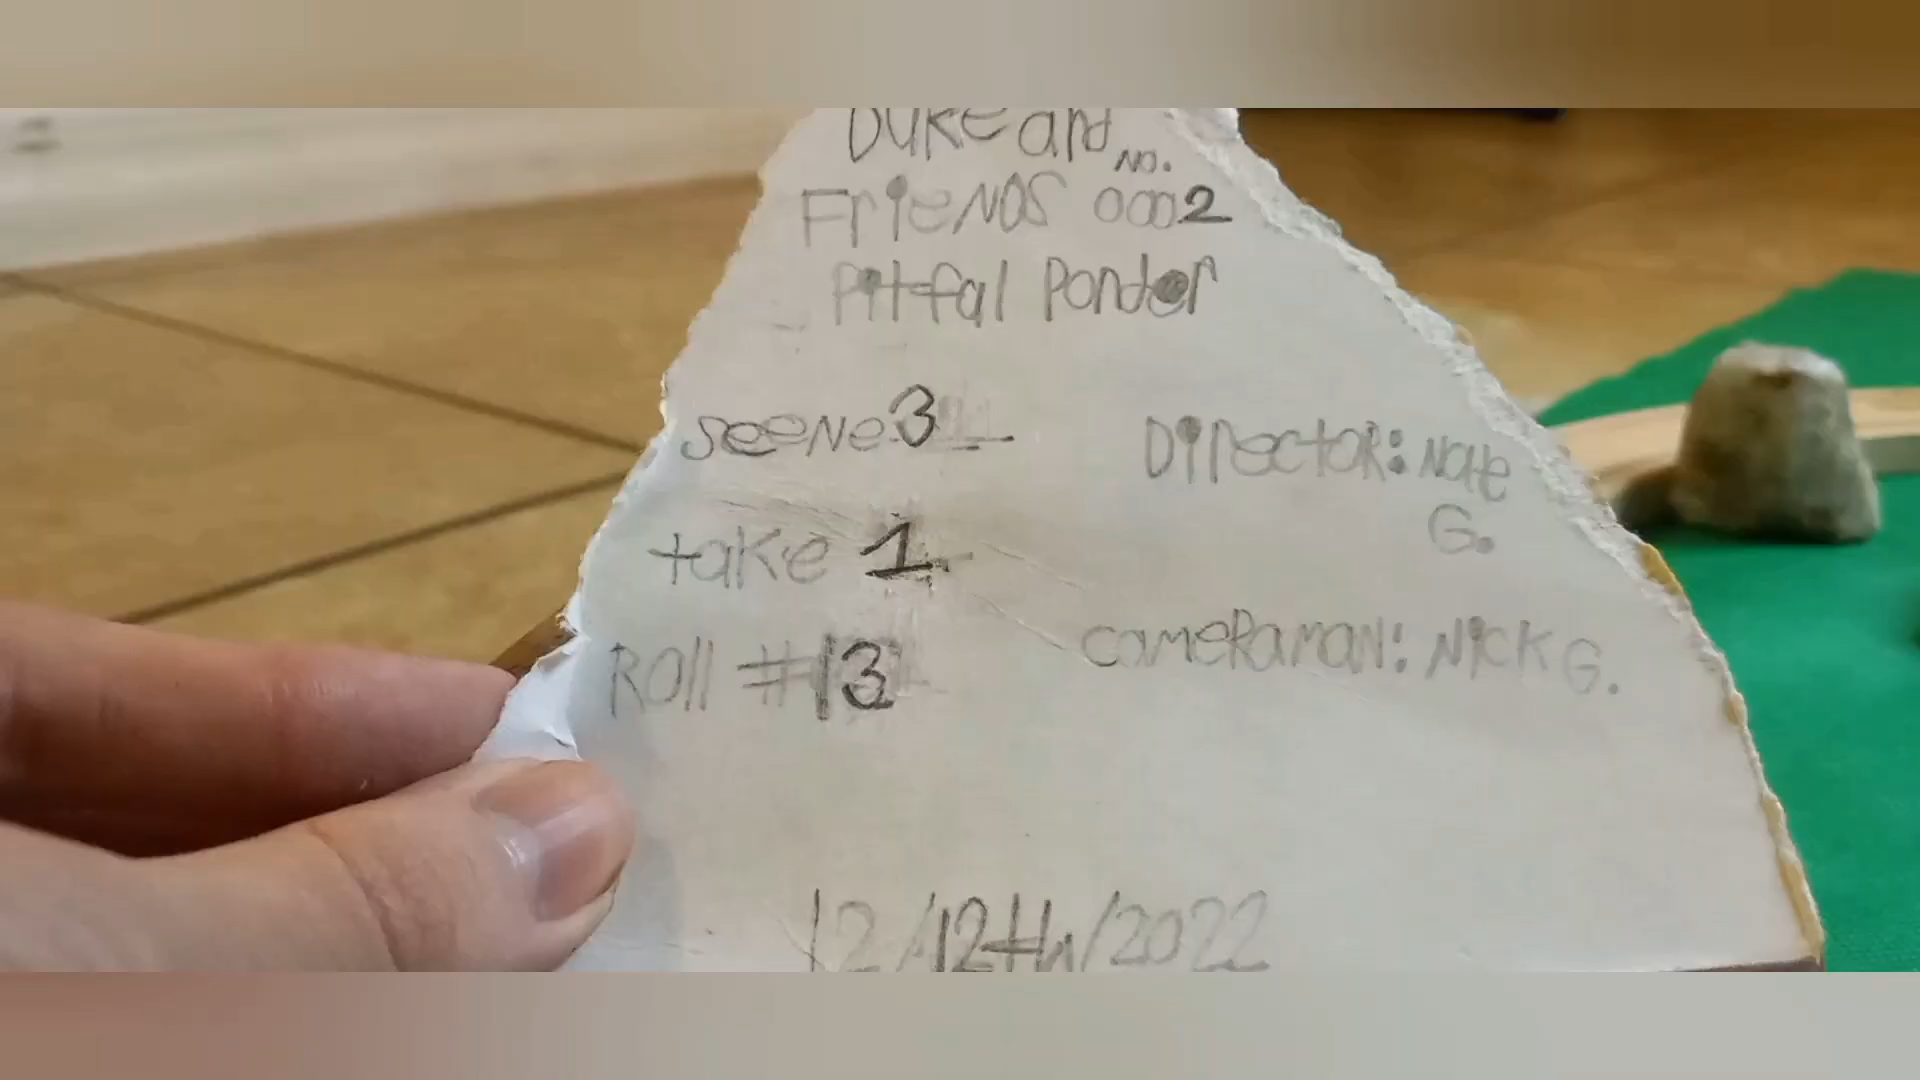 Duke and
Friends No. 0002
Pitfal Ponder
Scene 3
take 1
Roll #13
Director: Nate
G.
cameraman: Nick G.
12/12th/2022